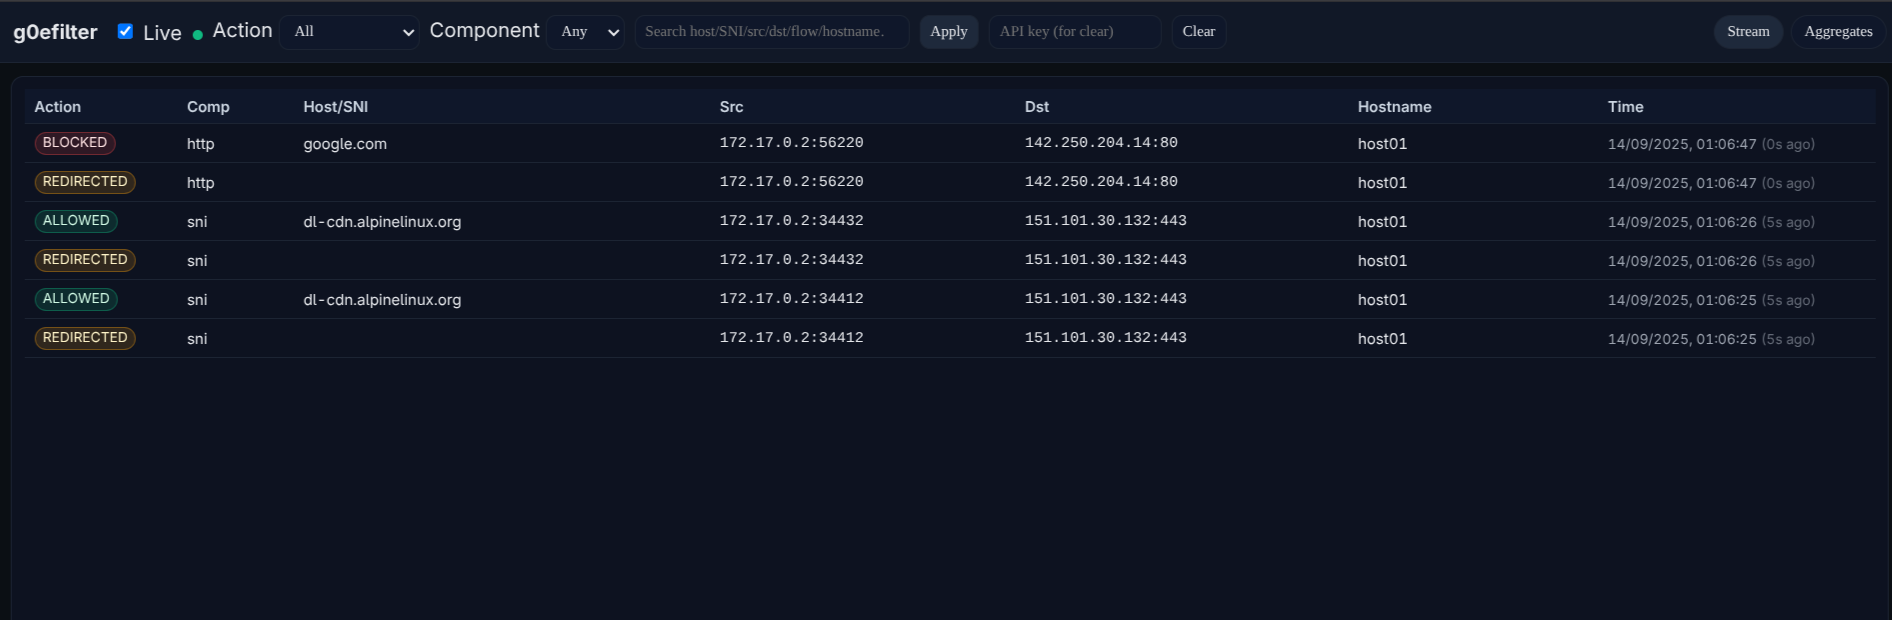 g0efilter Live Action All Component Any Search host/SNI/src/dst/flow/hostname. Apply API key (for clear) Clear Stream Aggregates
Action Comp Host/SNI Src Dst Hostname Time
BLOCKED http google.com 172.17.0.2:56220 142.250.204.14:80 host01 14/09/2025, 01:06:47 (0s ago)
REDIRECTED http 172.17.0.2:56220 142.250.204.14:80 host01 14/09/2025, 01:06:47 (0s ago)
ALLOWED sni dl-cdn.alpinelinux.org 172.17.0.2:34432 151.101.30.132:443 host01 14/09/2025, 01:06:26 (5s ago)
REDIRECTED sni 172.17.0.2:34432 151.101.30.132:443 host01 14/09/2025, 01:06:26 (5s ago)
ALLOWED sni dl-cdn.alpinelinux.org 172.17.0.2:34412 151.101.30.132:443 host01 14/09/2025, 01:06:25 (5s ago)
REDIRECTED sni 172.17.0.2:34412 151.101.30.132:443 host01 14/09/2025, 01:06:25 (5s ago)